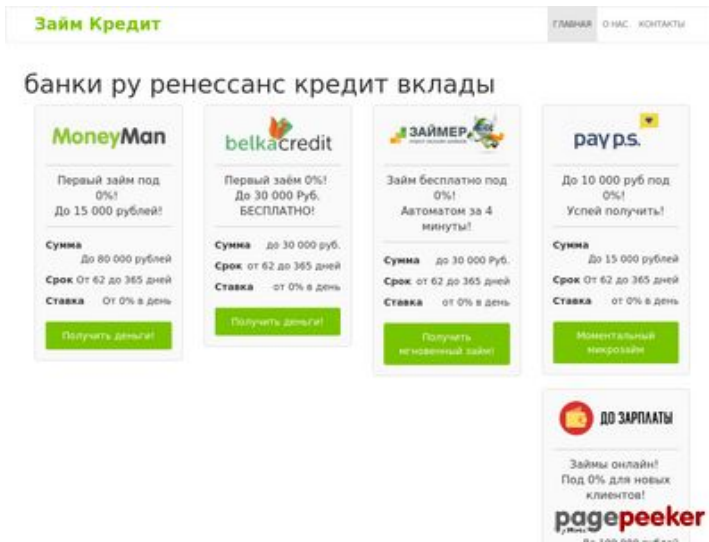 Займ Кредит
ГЛАВНАЯ О НАС КОНТАКТЫ
банки ру ренессанс кредит вклады
MoneyMan
Первый займ под
0%!
До 15 000 рублей!
Сумма
До 80 000 рублей
Срок От 62 до 365 дней
Ставка От 0% в день
Получить деньги!
belkacredit
Первый заём 0%!
До 30 000 Руб.
БЕСПЛАТНО!
Сумма до 30 000 руб.
Срок от 62 до 365 дней
Ставка от 0% в день
Получить деньги!
ЗАЙМЕР
Займ бесплатно под
0%!
Автоматом за 4
минуты!
Сумма до 30 000 Руб.
Срок от 62 до 365 дней
Ставка от 0% в день
Получить
мгновенный займ!
pay p.s.
До 10 000 руб под
0%!
Успей получить!
Сумма
До 15 000 рублей
Срок От 62 до 365 дней
Ставка От 0% в день
Моментальный
микрозайм
ДО ЗАРПЛАТЫ
Займы онлайн!
Под 0% для новых
клиентов!
pagepeeker
До 100 000 рублей